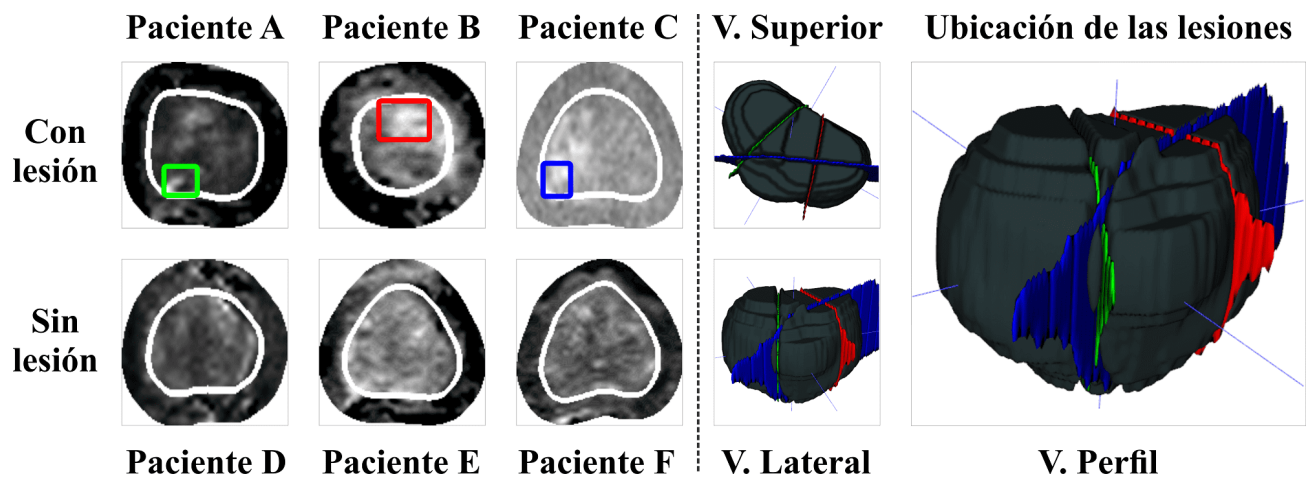 Paciente A Paciente B Paciente C V. Superior Ubicación de las lesiones
Con
lesión
Sin
lesión
Paciente D Paciente E Paciente F V. Lateral V. Perfil